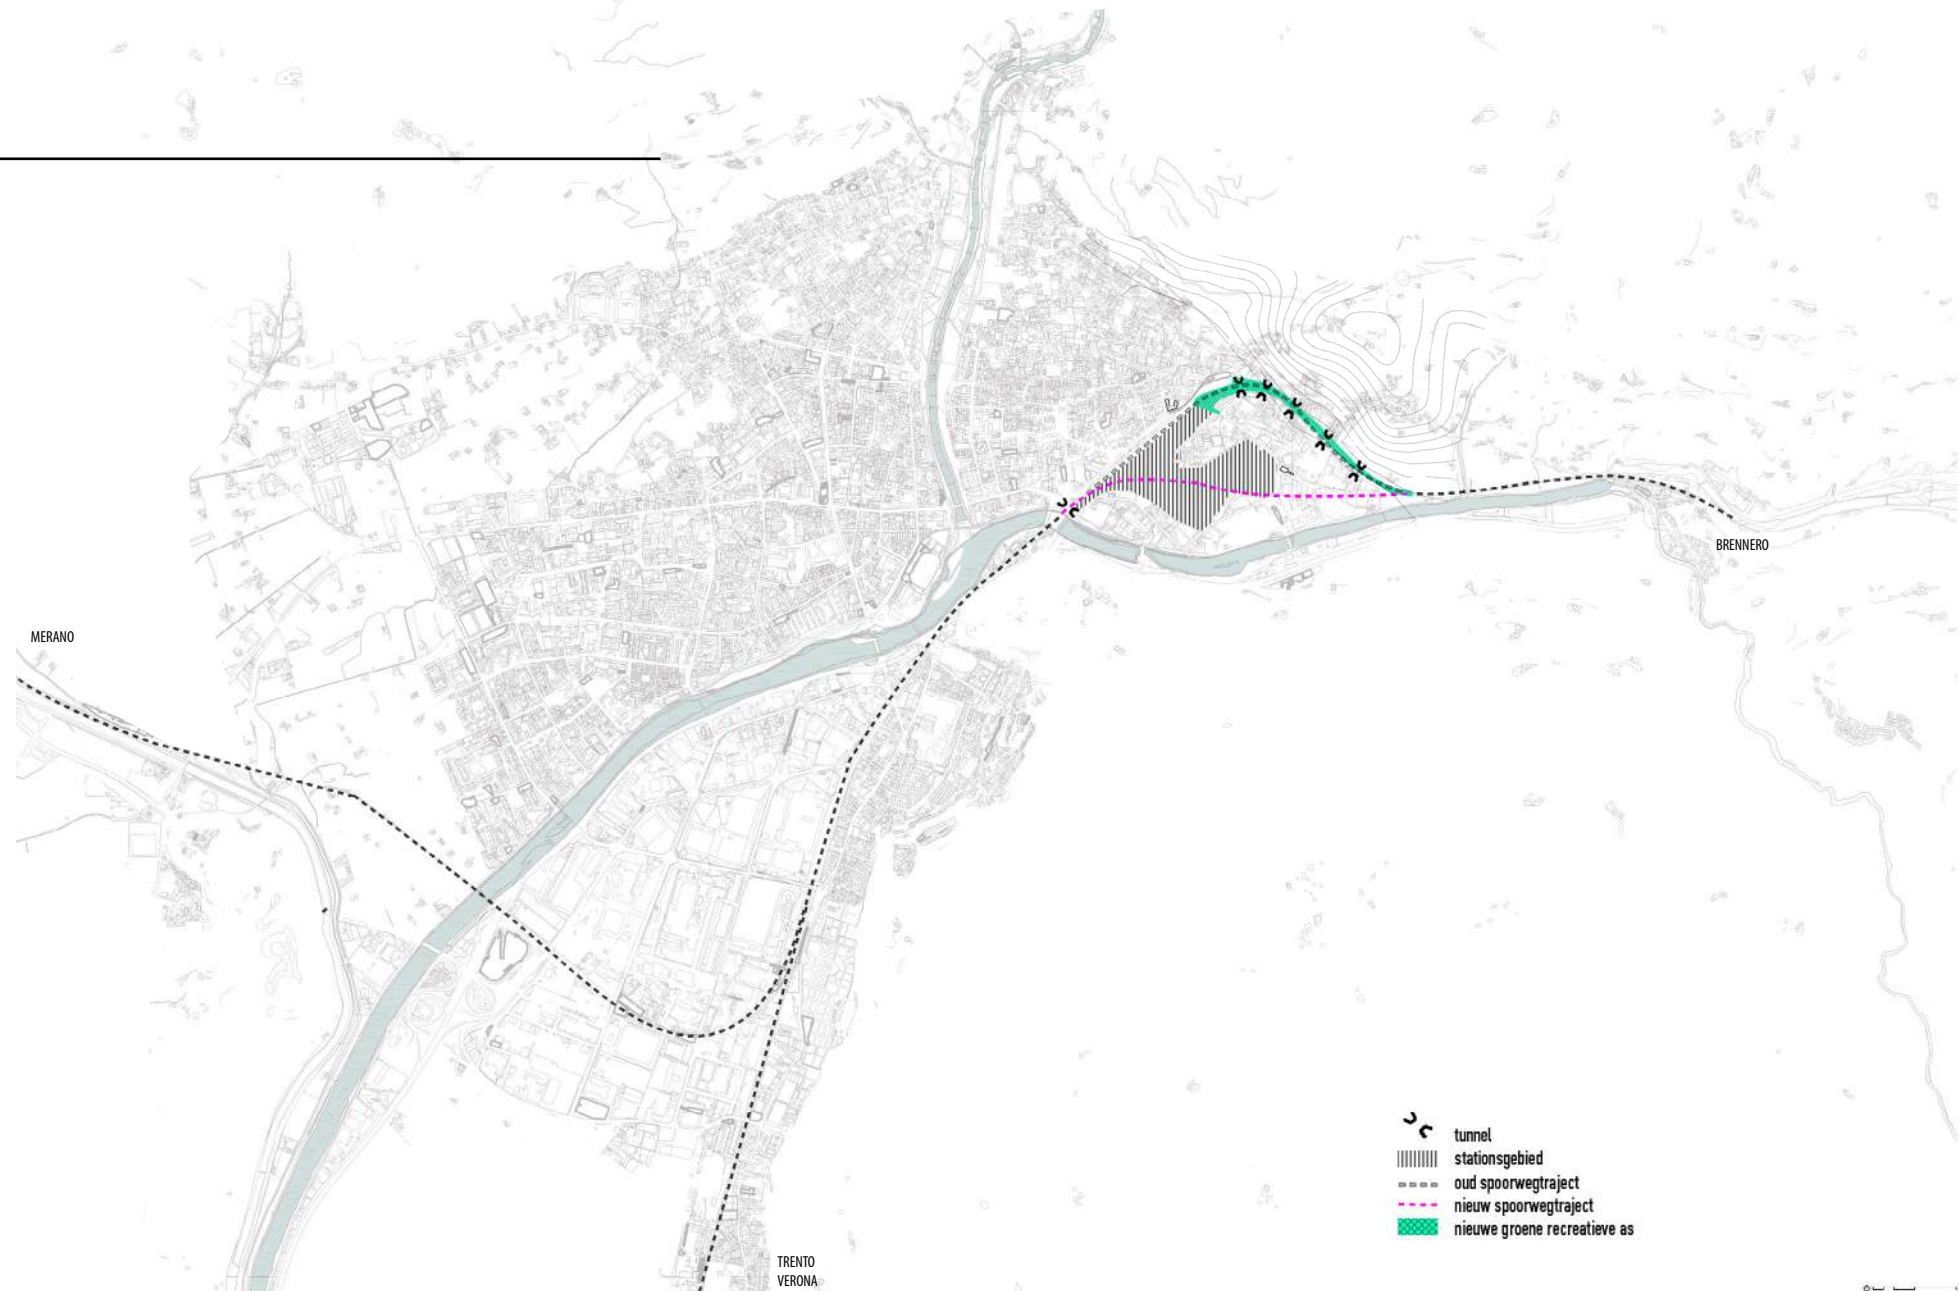 BRENNERO
MERANO
tunnel
stationsgebied
oud spoorwegtraject
nieuw spoorwegtraject
nieuwe groene recreatieve as
TRENTO
VERONA